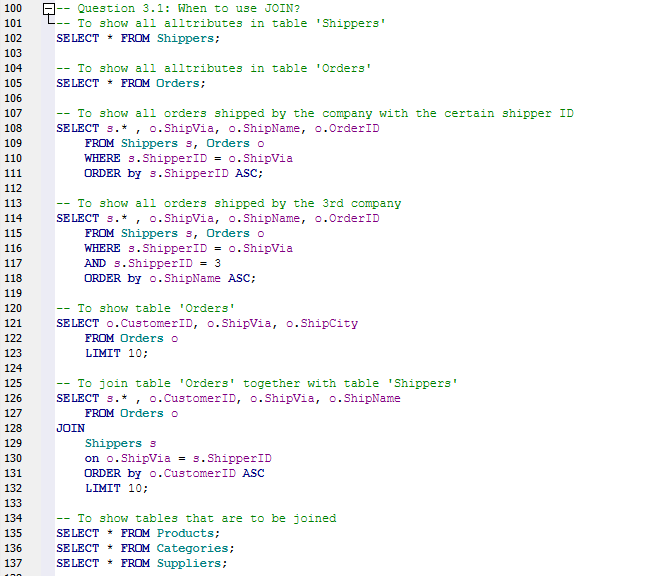 100 -- Question 3.1: When to use JOIN?
101 -- To show all alltributes in table 'Shippers'
102 SELECT * FROM Shippers;
103
104 -- To show all alltributes in table 'Orders'
105 SELECT * FROM Orders;
106
107 -- To show all orders shipped by the company with the certain shipper ID
108 SELECT s.* , o.ShipVia, o.ShipName, o.OrderID
109 FROM Shippers s, Orders o
110 WHERE s.ShipperID = o.ShipVia
111 ORDER by s.ShipperID ASC;
112
113 -- To show all orders shipped by the 3rd company
114 SELECT s.* , o.ShipVia, o.ShipName, o.OrderID
115 FROM Shippers s, Orders o
116 WHERE s.ShipperID = o.ShipVia
117 AND s.ShipperID = 3
118 ORDER by o.ShipName ASC;
119
120 -- To show table 'Orders'
121 SELECT o.CustomerID, o.ShipVia, o.ShipCity
122 FROM Orders o
123 LIMIT 10;
124
125 -- To join table 'Orders' together with table 'Shippers'
126 SELECT s.* , o.CustomerID, o.ShipVia, o.ShipName
127 FROM Orders o
128 JOIN
129 Shippers s
130 on o.ShipVia = s.ShipperID
131 ORDER by o.CustomerID ASC
132 LIMIT 10;
133
134 -- To show tables that are to be joined
135 SELECT * FROM Products;
136 SELECT * FROM Categories;
137 SELECT * FROM Suppliers;